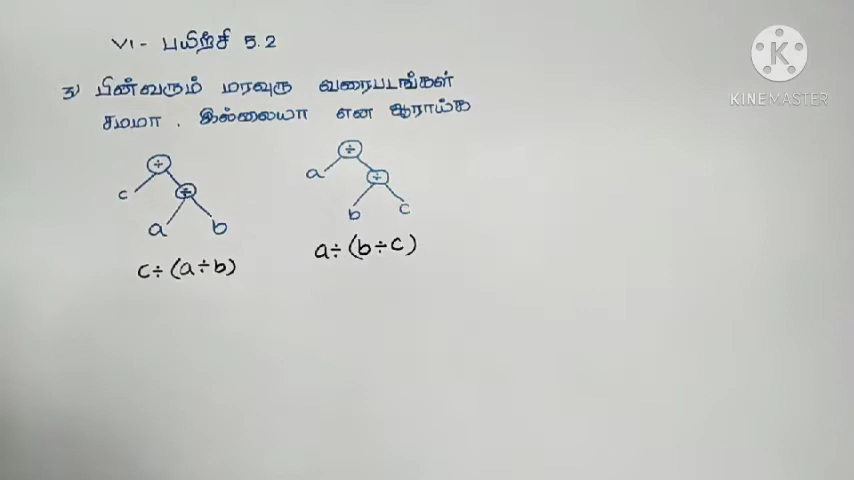 VI - பயிற்சி 5.2
3) பின்வரும் மரவுரு வரைபடங்கள்
சமமா . இல்லையா என ஆராய்க
÷
c ÷
a b
c÷(a÷b)
÷
a ÷
b c
a÷(b÷c)
K
KINEMASTER